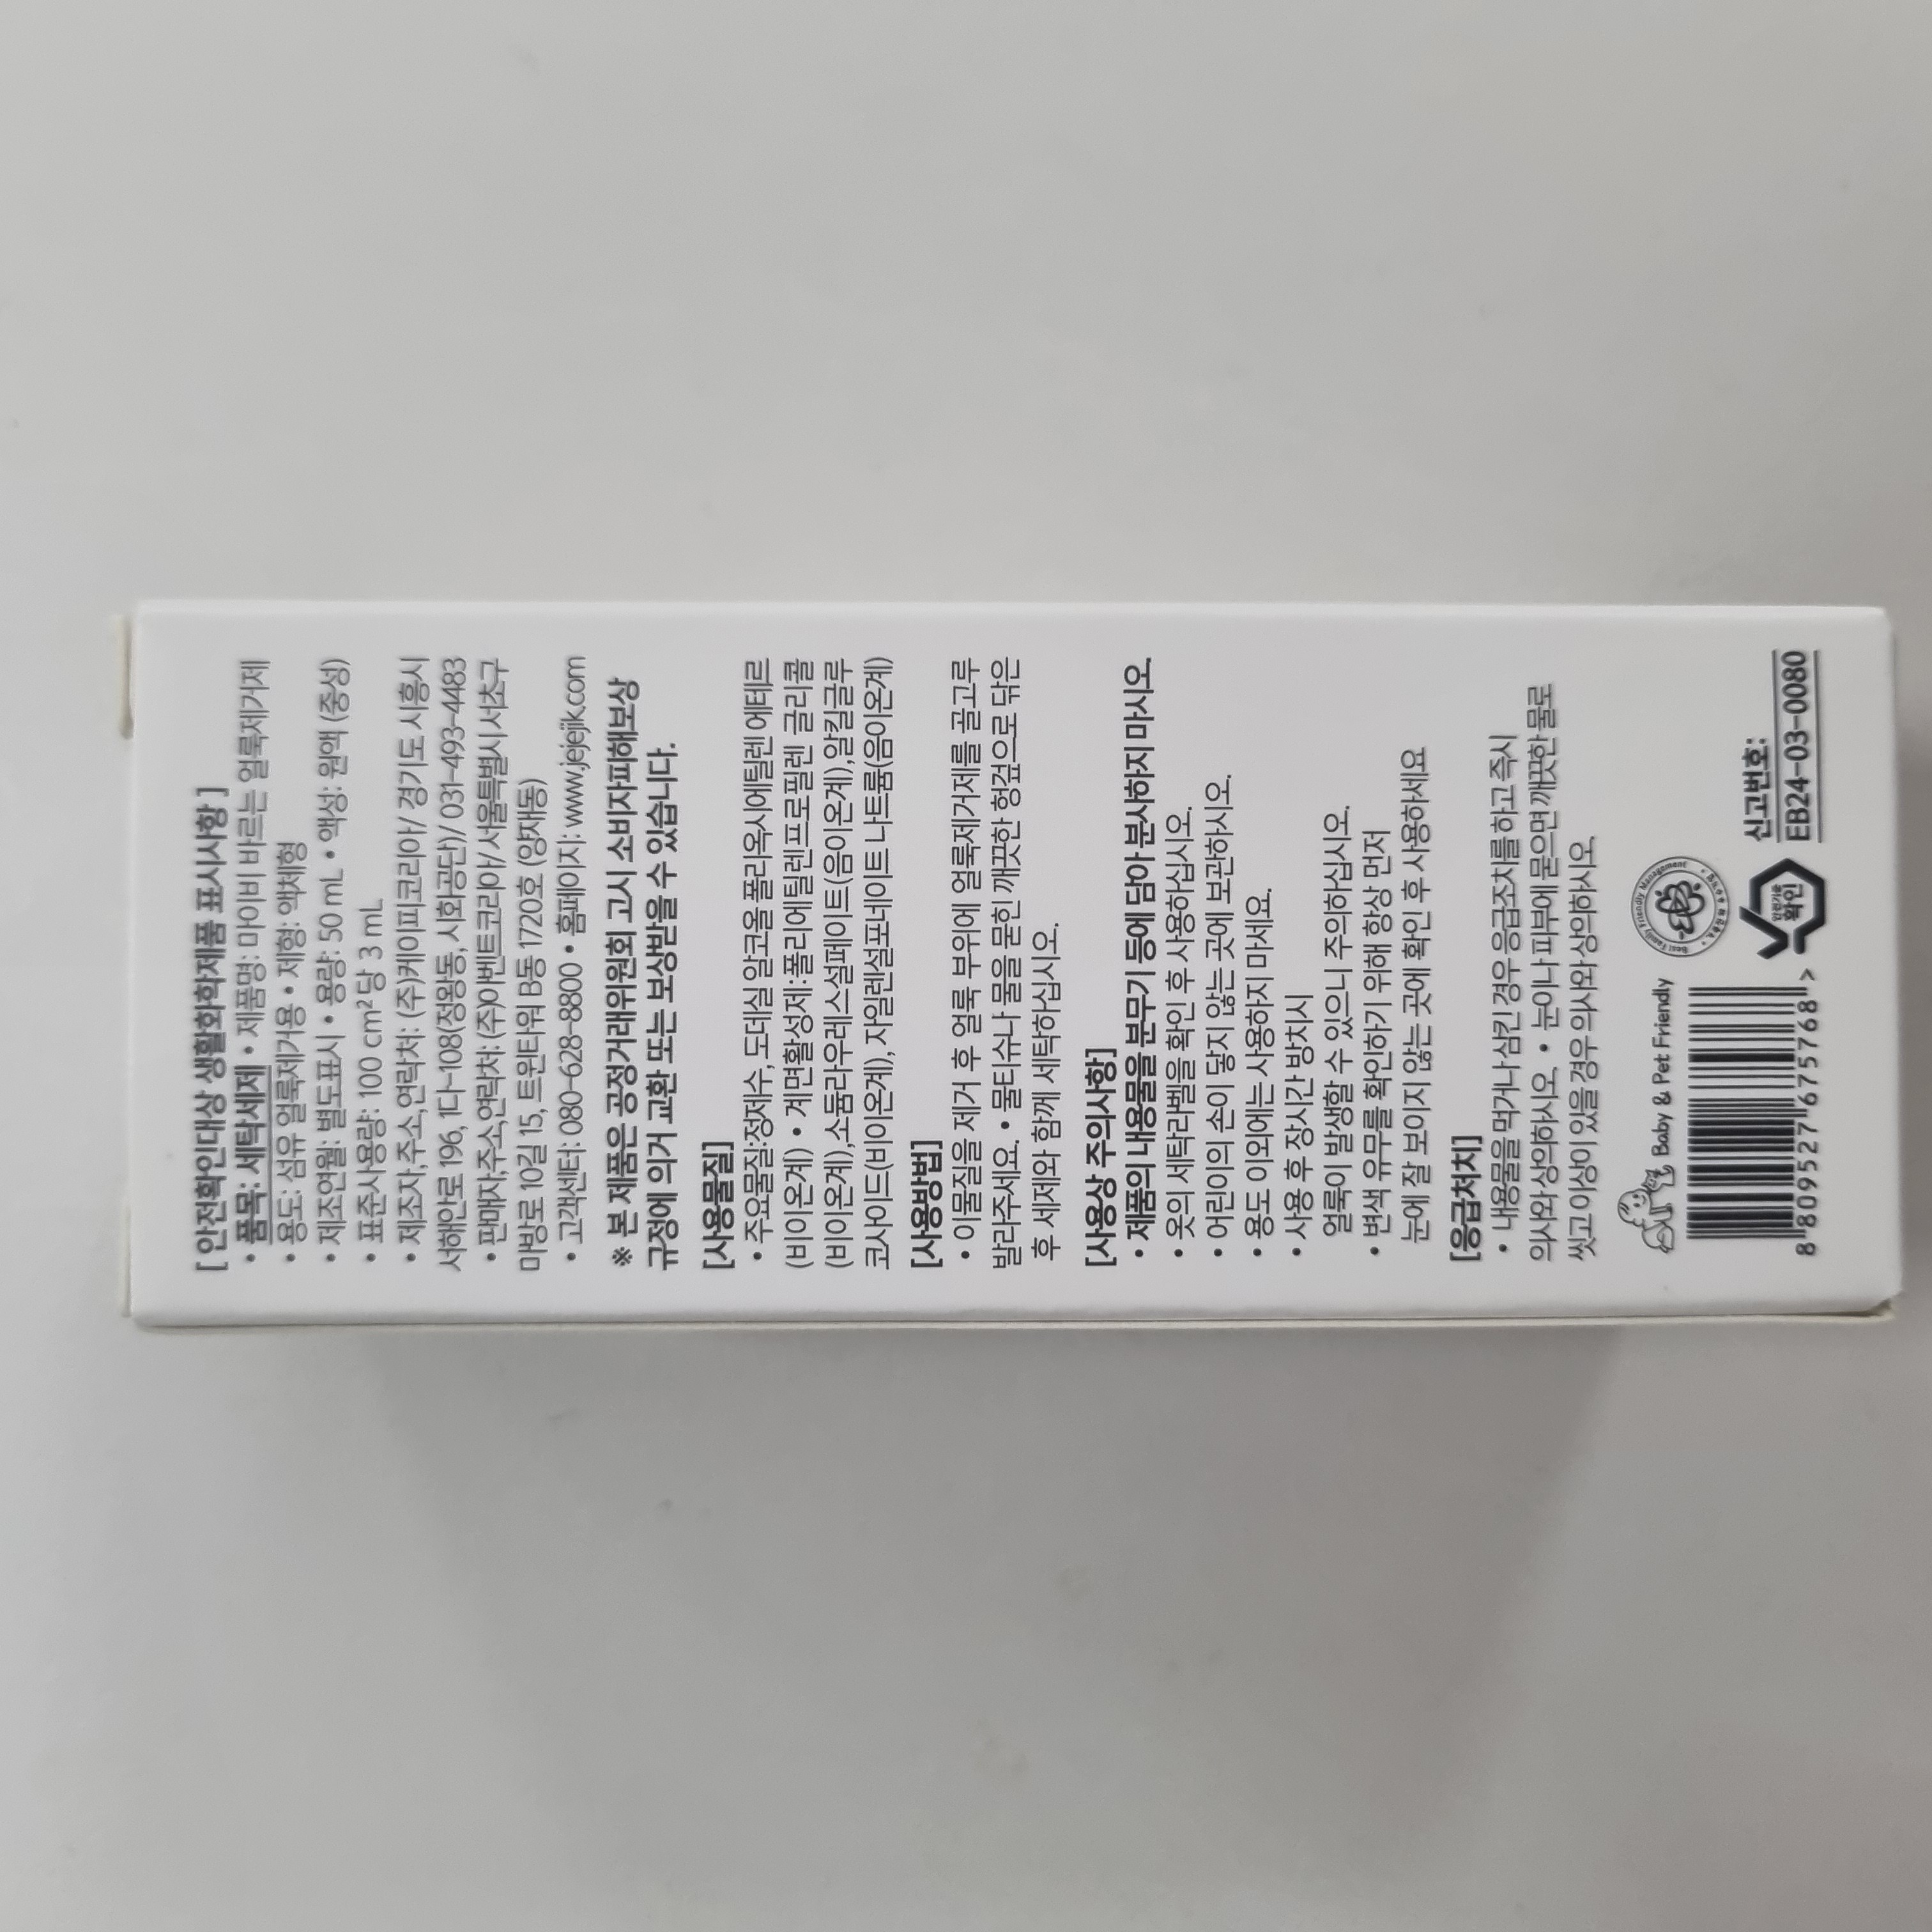 [ 안전확인대상 생활화학제품 표시사항 ]
• 품목: 세탁세제 • 제품명: 마이비 바르는 얼룩제거제
• 용도: 섬유 얼룩제거용 • 제형: 액체형
• 제조연월: 별도표시 • 용량: 50 mL • 액성: 원액 (중성)
• 표준사용량: 100 cm² 당 3 mL
• 제조자,주소,연락처: (주)케이피코리아/ 경기도 시흥시
서해안로 196, 1다-108(정왕동, 시화공단)/ 031-493-4483
• 판매자,주소,연락처: (주)아벤트코리아/ 서울특별시 서초구
마방로 10길 15, 트윈타워 B동 1720호 (양재동)
• 고객센터: 080-628-8800 • 홈페이지: www.jejejik.com
※ 본 제품은 공정거래위원회 고시 소비자피해보상
규정에 의거 교환 또는 보상받을 수 있습니다.
[사용물질]
• 주요물질:정제수, 도데실 알코올 폴리옥시에틸렌 에테르
(비이온계) • 계면활성제:폴리에틸렌프로필렌 글리콜
(비이온계),소듐라우레스설페이트(음이온계),알킬글루
코사이드(비이온계), 자일렌설포네이트 나트륨(음이온계)
[사용방법]
• 이물질을 제거 후 얼룩 부위에 얼룩제거제를 골고루
발라주세요. • 물티슈나 물을 묻힌 깨끗한 헝겊으로 닦은
후 세제와 함께 세탁하십시오.
[사용상 주의사항]
• 제품의 내용물을 분무기 등에 담아 분사하지 마시오.
• 옷의 세탁라벨을 확인 후 사용하십시오.
• 어린이의 손이 닿지 않는 곳에 보관하시오.
• 용도 이외에는 사용하지 마세요.
• 사용 후 장시간 방치시
얼룩이 발생할 수 있으니 주의하십시오.
• 변색 유무를 확인하기 위해 항상 먼저
눈에 잘 보이지 않는 곳에 확인 후 사용하세요
[응급처치]
• 내용물을 먹거나 삼킨 경우 응급조치를 하고 즉시
의사와 상의하시오. • 눈이나 피부에 묻으면 깨끗한 물로
씻고 이상이 있을 경우 의사와 상의하시오.
Baby & Pet Friendly
Best Family Friendly Management
8 809527 675768 >
안전기준
확인
신고번호:
EB24-03-0080